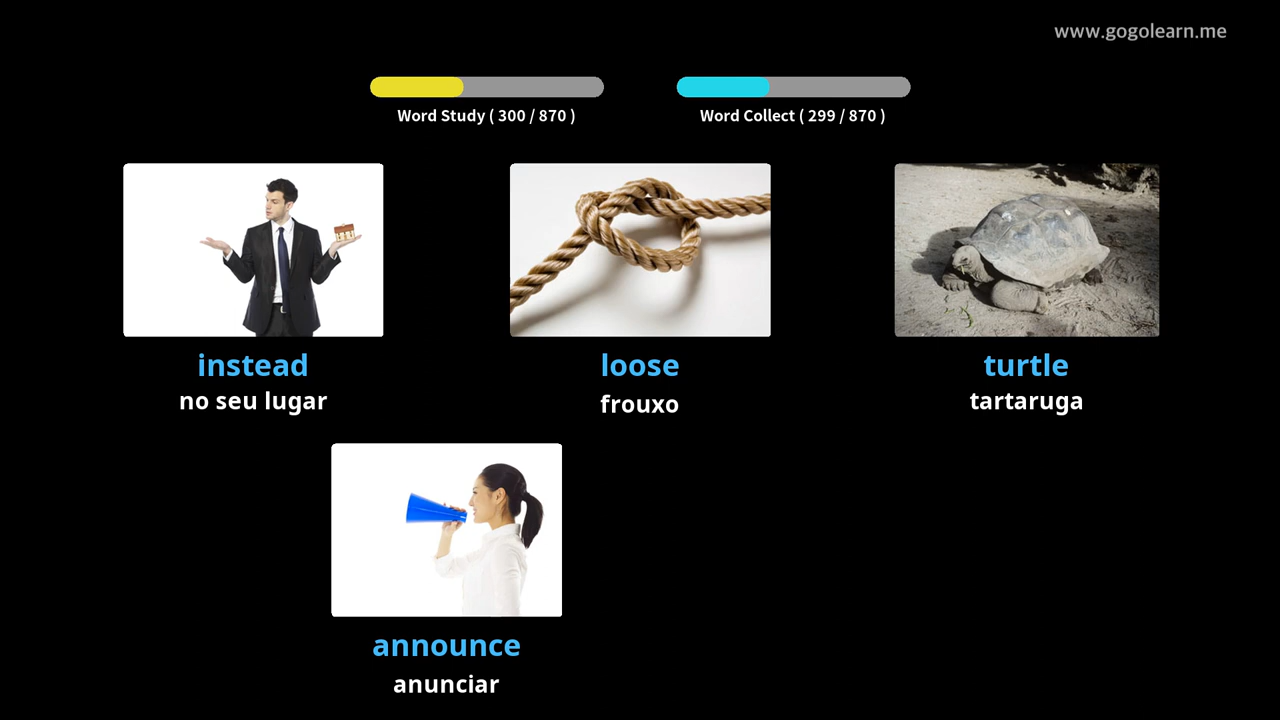 www.gogolearn.me
Word Study ( 300 / 870 )
Word Collect ( 299 / 870 )
instead
no seu lugar
loose
frouxo
turtle
tartaruga
announce
anunciar